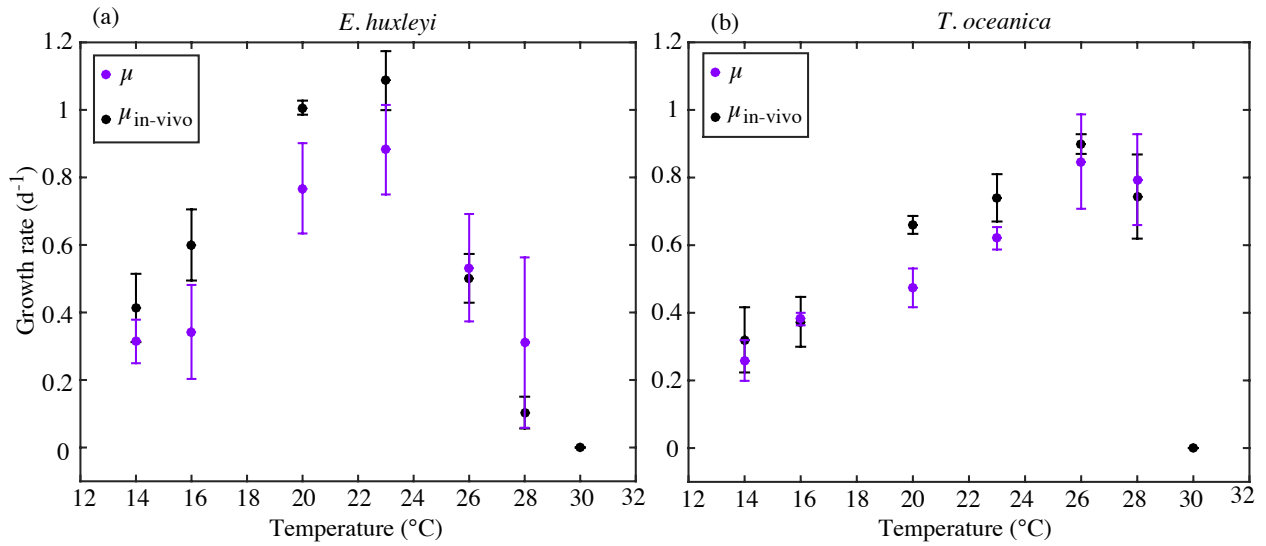 (a)
E. huxleyi
1.2
1
0.8
0.6
0.4
0.2
0
Growth rate (d⁻¹)
μ
μ in-vivo
12 14 16 18 20 22 24 26 28 30 32
Temperature (°C)
(b)
T. oceanica
1.2
1
0.8
0.6
0.4
0.2
0
μ
μ in-vivo
12 14 16 18 20 22 24 26 28 30 32
Temperature (°C)